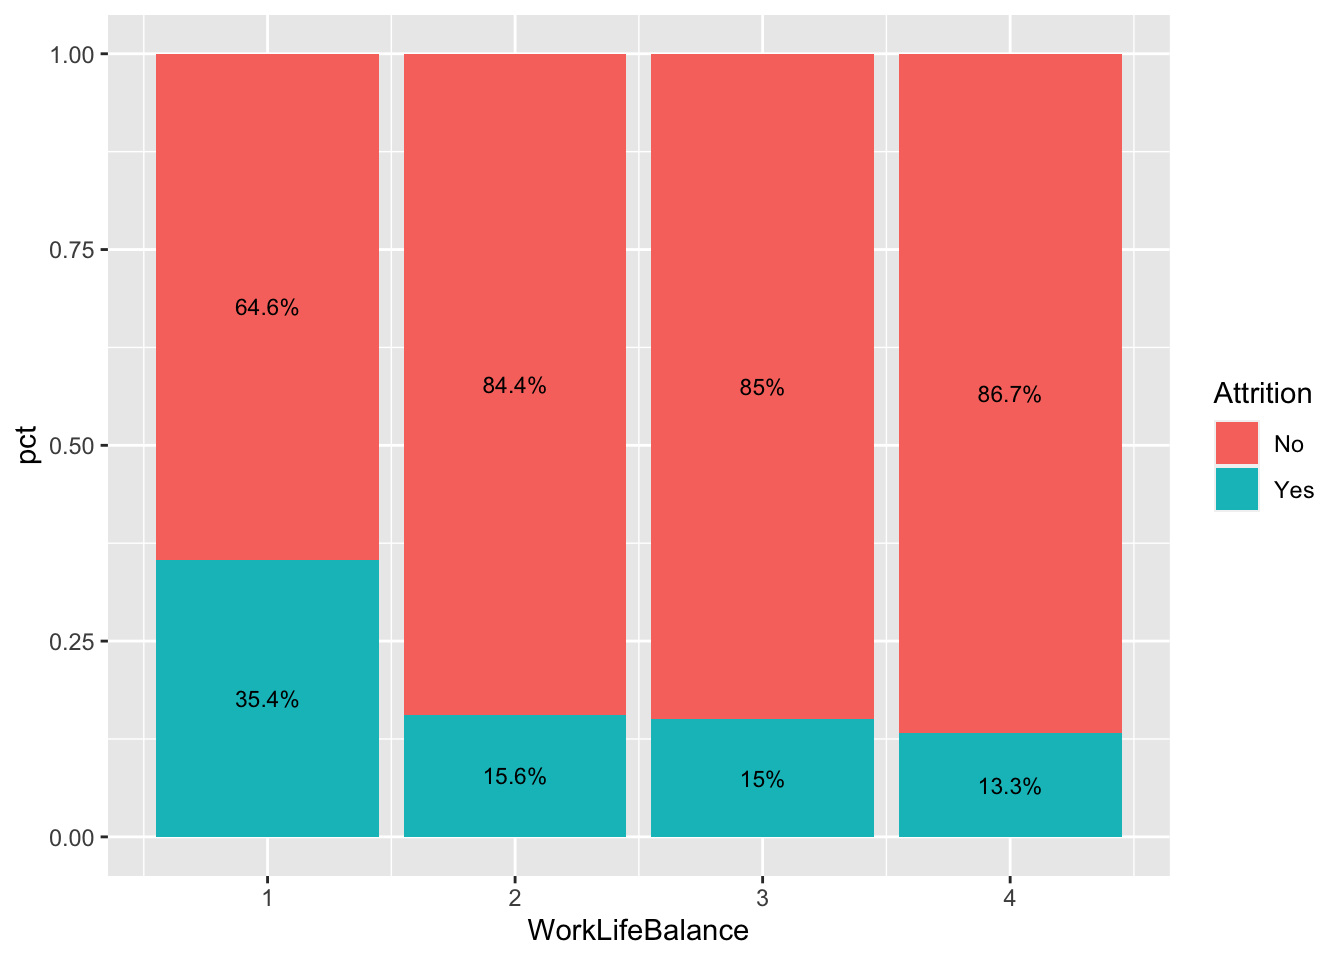 1.00
0.75
0.50
0.25
0.00
pct
64.6%
84.4%
85%
86.7%
35.4%
15.6%
15%
13.3%
1 2 3 4
WorkLifeBalance
Attrition
No
Yes